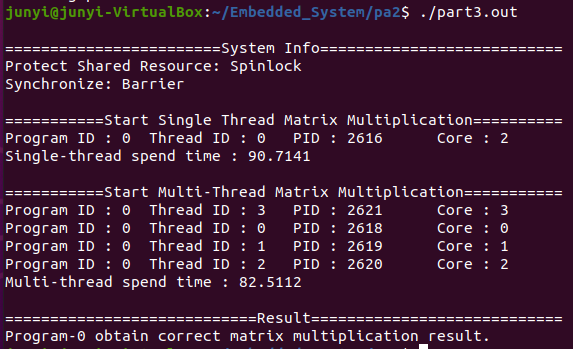 junyi@junyi-VirtualBox:~/Embedded_System/pa2$ ./part3.out
========================System Info===========================
Protect Shared Resource: Spinlock
Synchronize: Barrier
===========Start Single Thread Matrix Multiplication==========
Program ID : 0  Thread ID : 0   PID : 2616      Core : 2
Single-thread spend time : 90.7141
===========Start Multi-Thread Matrix Multiplication===========
Program ID : 0  Thread ID : 3   PID : 2621      Core : 3
Program ID : 0  Thread ID : 0   PID : 2618      Core : 0
Program ID : 0  Thread ID : 1   PID : 2619      Core : 1
Program ID : 0  Thread ID : 2   PID : 2620      Core : 2
Multi-thread spend time : 82.5112
============================Result============================
Program-0 obtain correct matrix multiplication result.